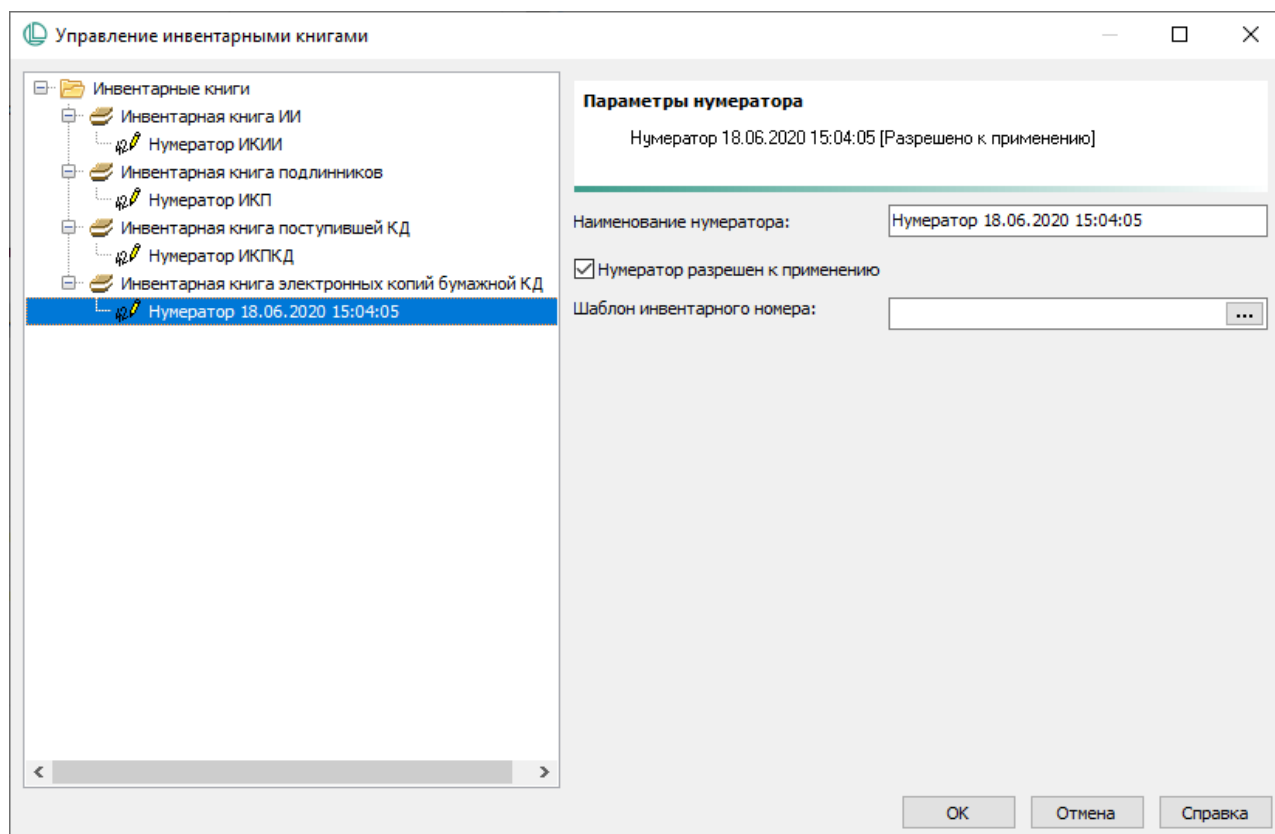 Управление инвентарными книгами
Инвентарные книги
Инвентарная книга ИИ
Нумератор ИКИИ
Инвентарная книга подлинников
Нумератор ИКП
Инвентарная книга поступившей КД
Нумератор ИКПКД
Инвентарная книга электронных копий бумажной КД
Нумератор 18.06.2020 15:04:05
Параметры нумератора
Нумератор 18.06.2020 15:04:05 [Разрешено к применению]
Наименование нумератора: Нумератор 18.06.2020 15:04:05
Нумератор разрешен к применению
Шаблон инвентарного номера: ...
ОК Отмена Справка